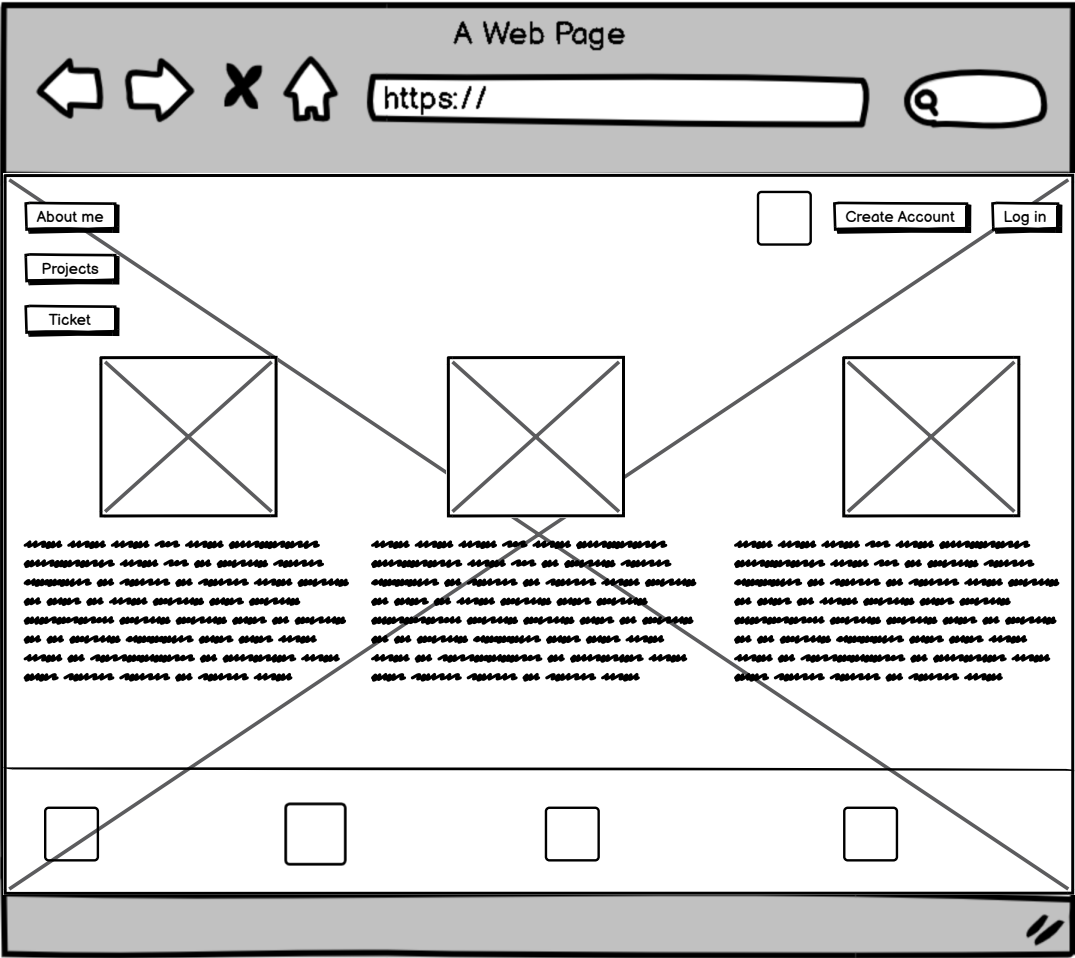 A Web Page
https://
About me
Create Account
Log in
Projects
Ticket